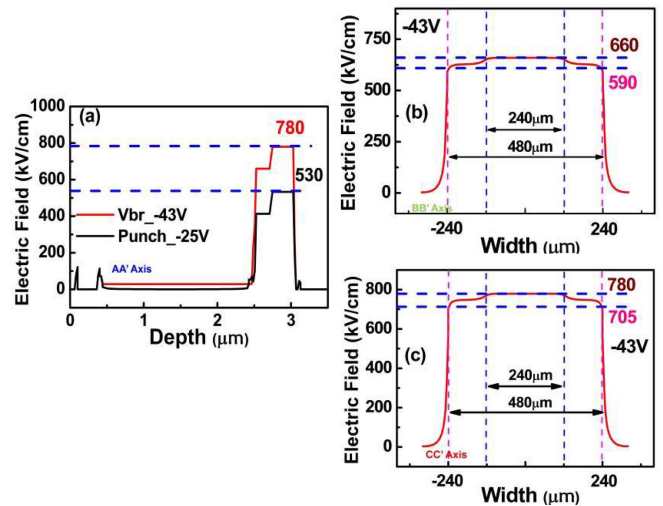 (a)
780
530
Vbr_-43V
Punch_-25V
AA' Axis
Electric Field (kV/cm)
1000
800
600
400
200
0
0 1 2 3
Depth (μm)
-43V
660
590
(b)
240μm
480μm
BB' Axis
Electric Field (kV/cm)
750
500
250
0
-240 240
Width (μm)
780
705
-43V
(c)
240μm
480μm
CC' Axis
Electric Field (kV/cm)
800
600
400
200
0
-240 240
Width (μm)